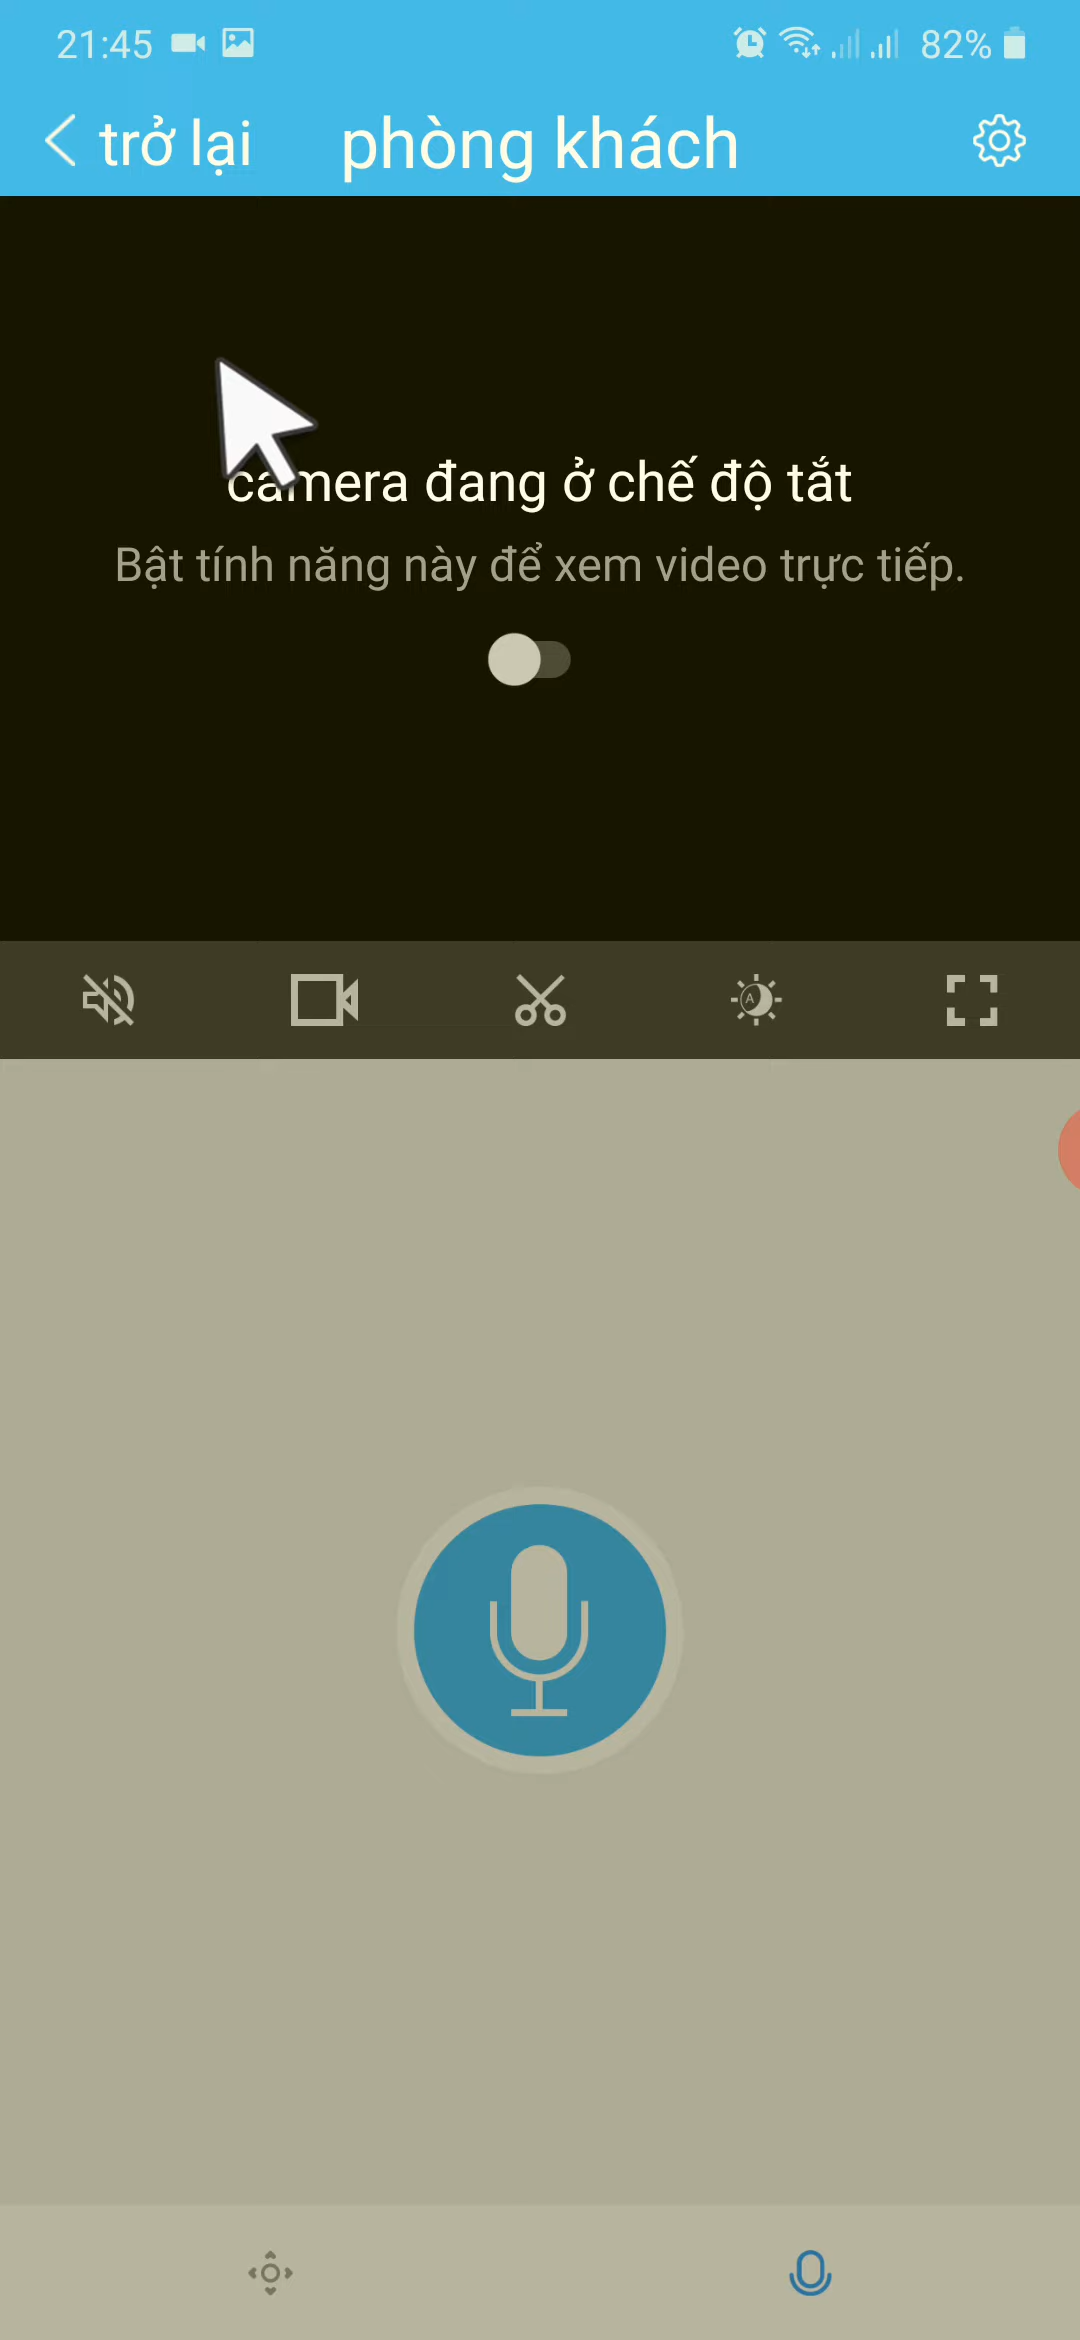 21:45
82%
trở lại
phòng khách
camera đang ở chế độ tắt
Bật tính năng này để xem video trực tiếp.
A